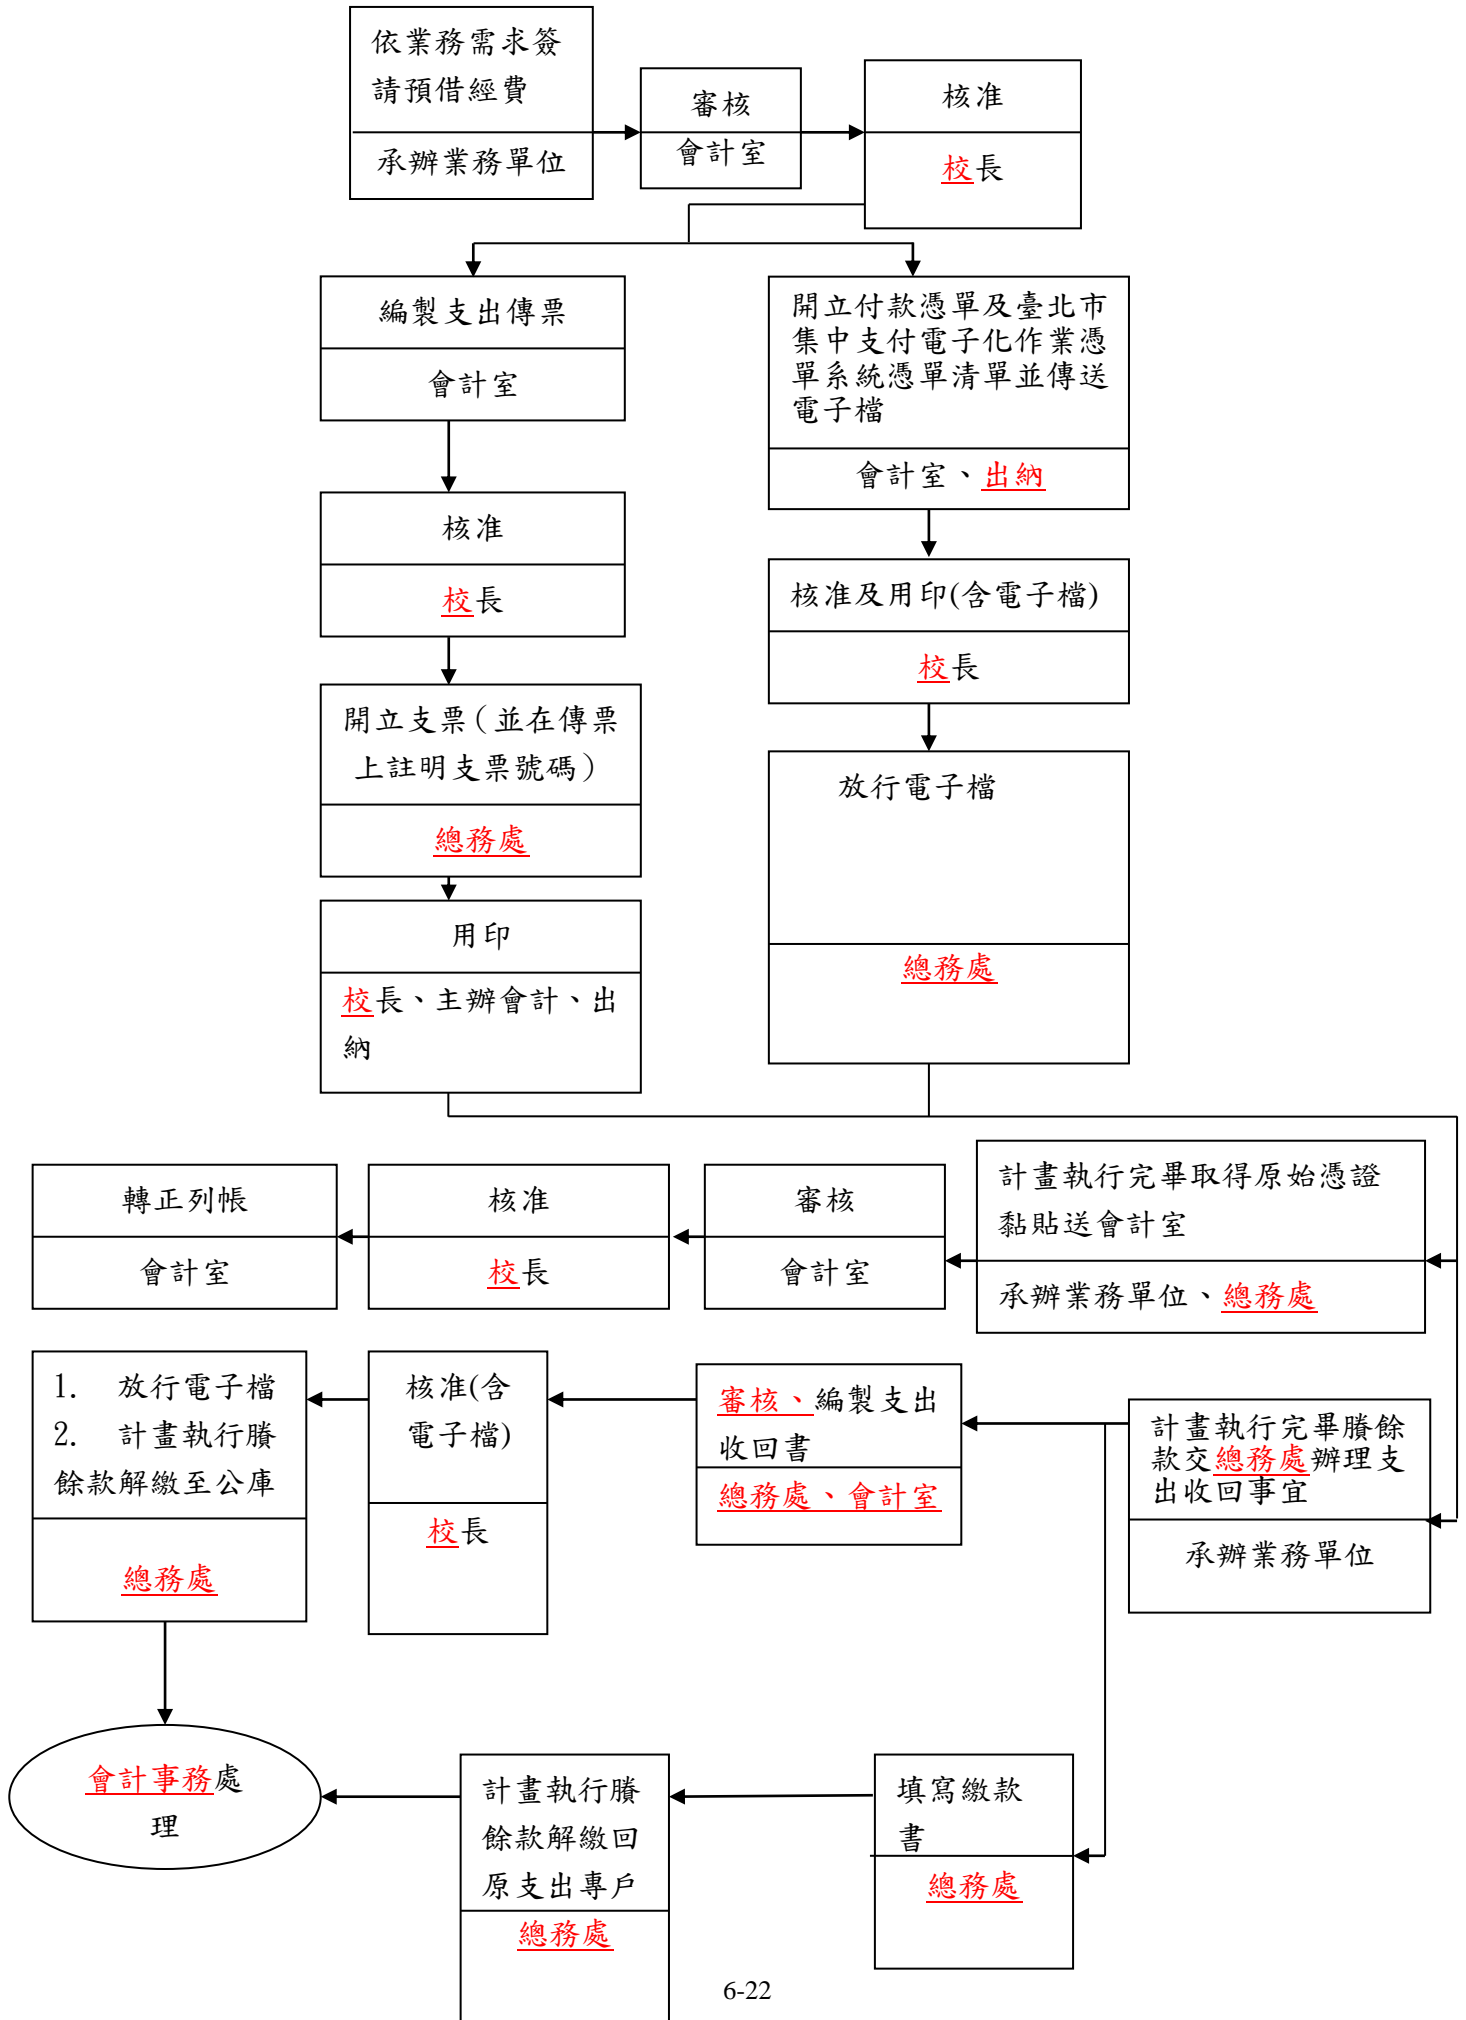 依業務需求簽
請預借經費
承辦業務單位
審核
會計室
核准
校長
編製支出傳票
會計室
核准
校長
開立支票（並在傳票
上註明支票號碼）
總務處
用印
校長、主辦會計、出
納
開立付款憑單及臺北市
集中支付電子化作業憑
單系統憑單清單並傳送
電子檔
會計室、出納
核准及用印(含電子檔)
校長
放行電子檔
總務處
計畫執行完畢取得原始憑證
黏貼送會計室
承辦業務單位、總務處
審核
會計室
核准
校長
轉正列帳
會計室
計畫執行完畢賸餘
款交總務處辦理支
出收回事宜
承辦業務單位
審核、編製支出
收回書
總務處、會計室
核准(含
電子檔)
校長
1. 放行電子檔
2. 計畫執行賸
餘款解繳至公庫
總務處
填寫繳款
書
總務處
計畫執行賸
餘款解繳回
原支出專戶
總務處
會計事務處
理
6-22